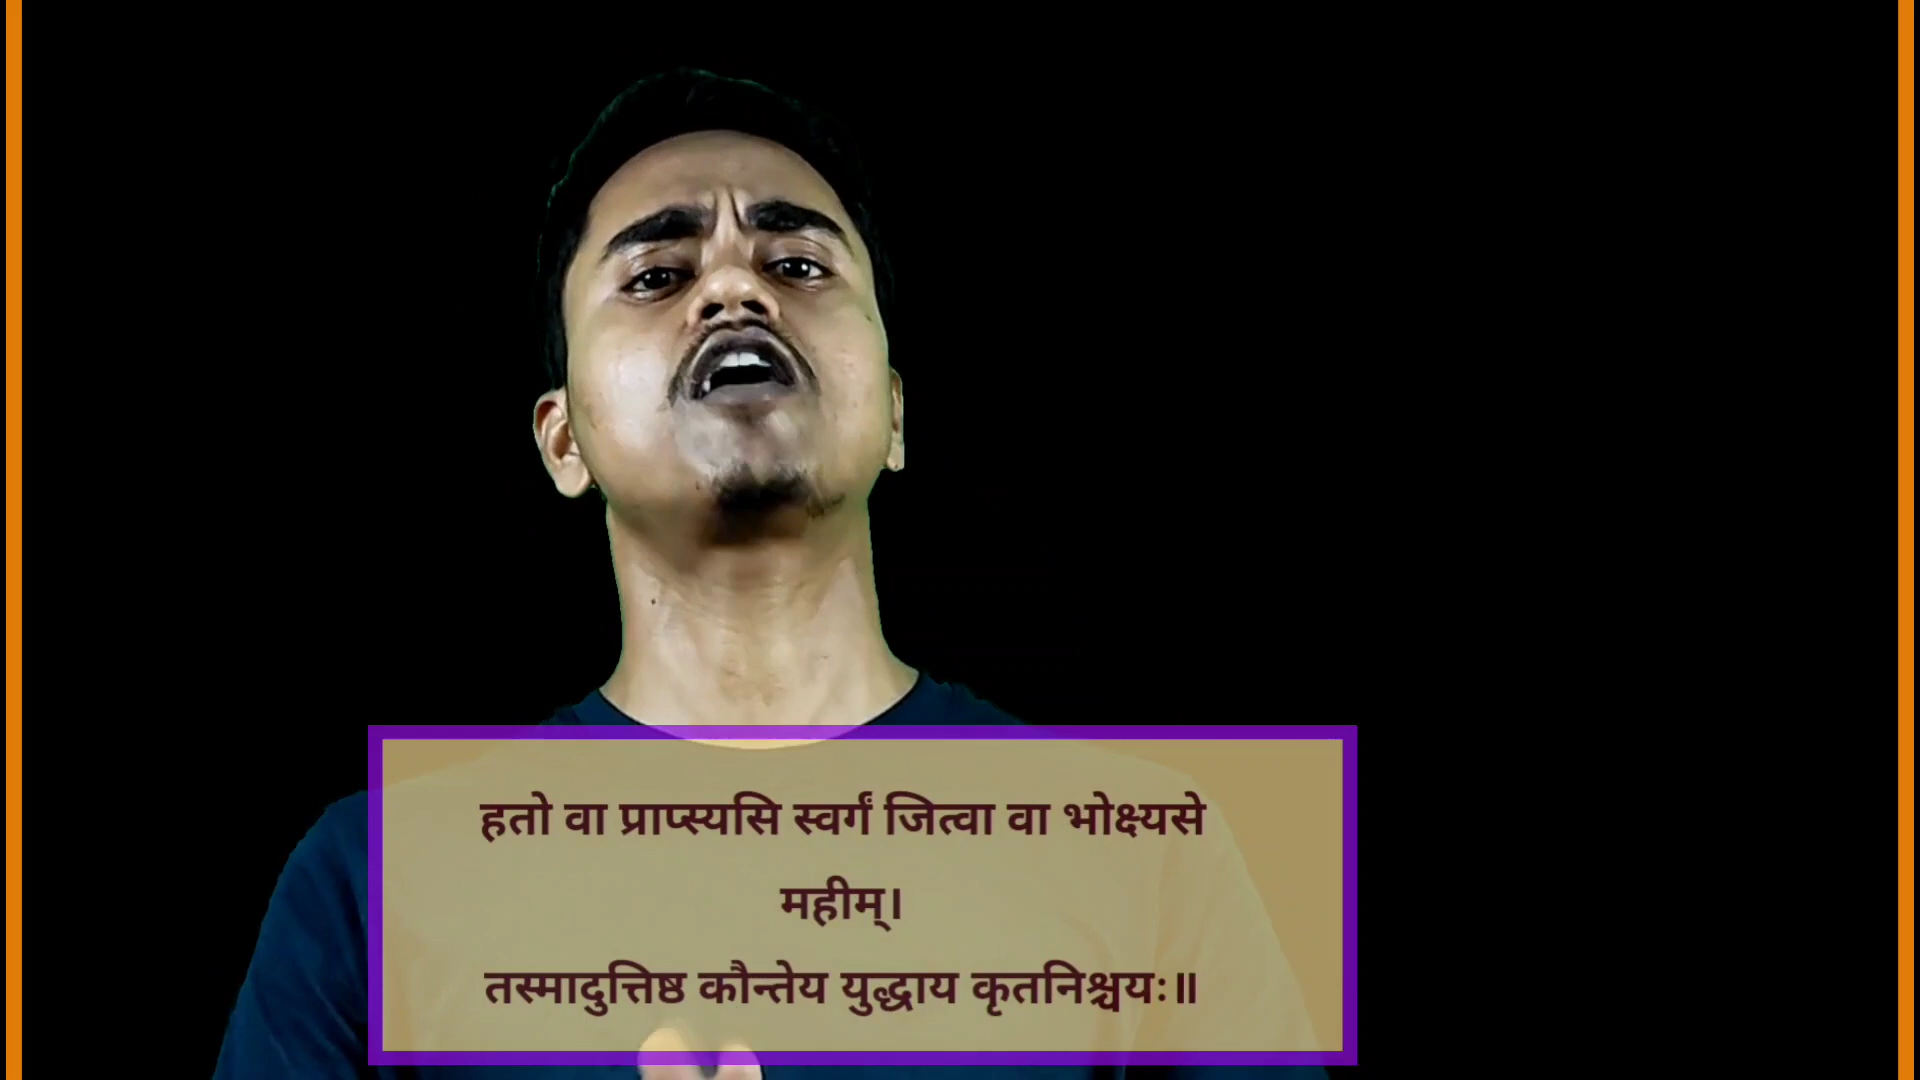 हतो वा प्राप्स्यसि स्वर्गं जित्वा वा भोक्ष्यसे
महीम्।
तस्मादुत्तिष्ठ कौन्तेय युद्धाय कृतनिश्चयः॥